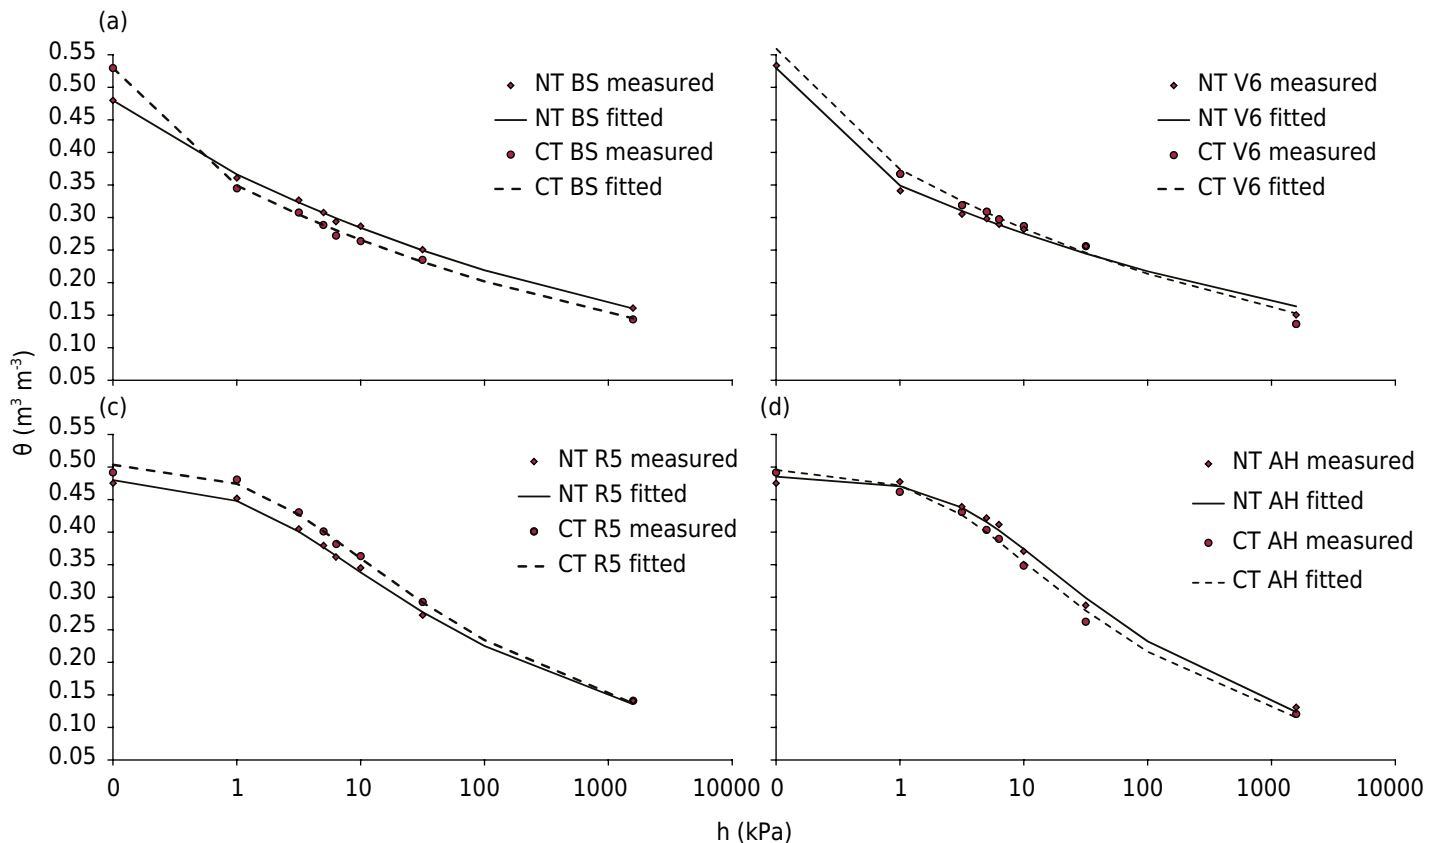 (a)
0.55
0.50
0.45
0.40
0.35
0.30
0.25
0.20
0.15
0.10
0.05
NT BS measured
NT BS fitted
CT BS measured
CT BS fitted
NT V6 measured
NT V6 fitted
CT V6 measured
CT V6 fitted
θ (m³ m⁻³)
(c)
0.55
0.50
0.45
0.40
0.35
0.30
0.25
0.20
0.15
0.10
0.05
NT R5 measured
NT R5 fitted
CT R5 measured
CT R5 fitted
0 1 10 100 1000 10000
(d)
NT AH measured
NT AH fitted
CT AH measured
CT AH fitted
0 1 10 100 1000 10000
h (kPa)